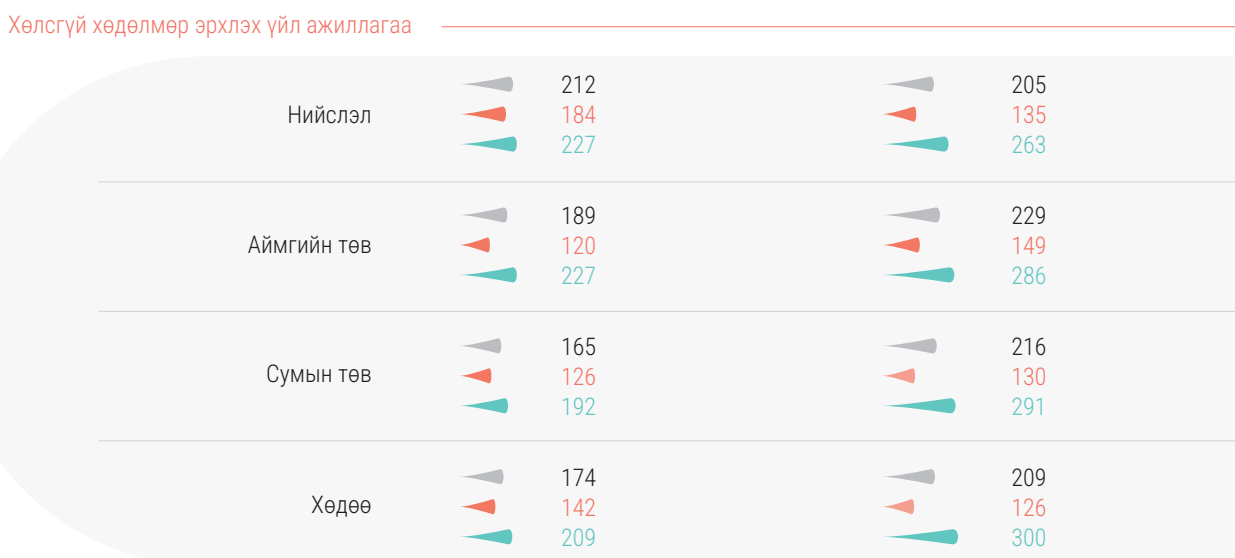 Хөлсгүй хөдөлмөр эрхлэх үйл ажиллагаа
212 205
Нийслэл 184 135
227 263
189 229
Аймгийн төв 120 149
227 286
165 216
Сумын төв 126 130
192 291
174 209
Хөдөө 142 126
209 300